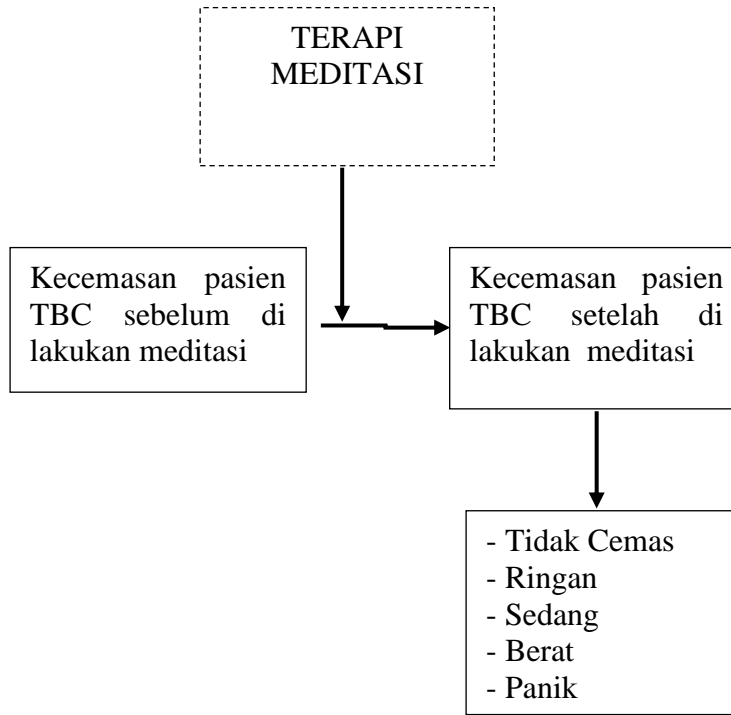 TERAPI
MEDITASI
Kecemasan pasien
TBC sebelum di
lakukan meditasi
Kecemasan pasien
TBC setelah di
lakukan meditasi
- Tidak Cemas
- Ringan
- Sedang
- Berat
- Panik